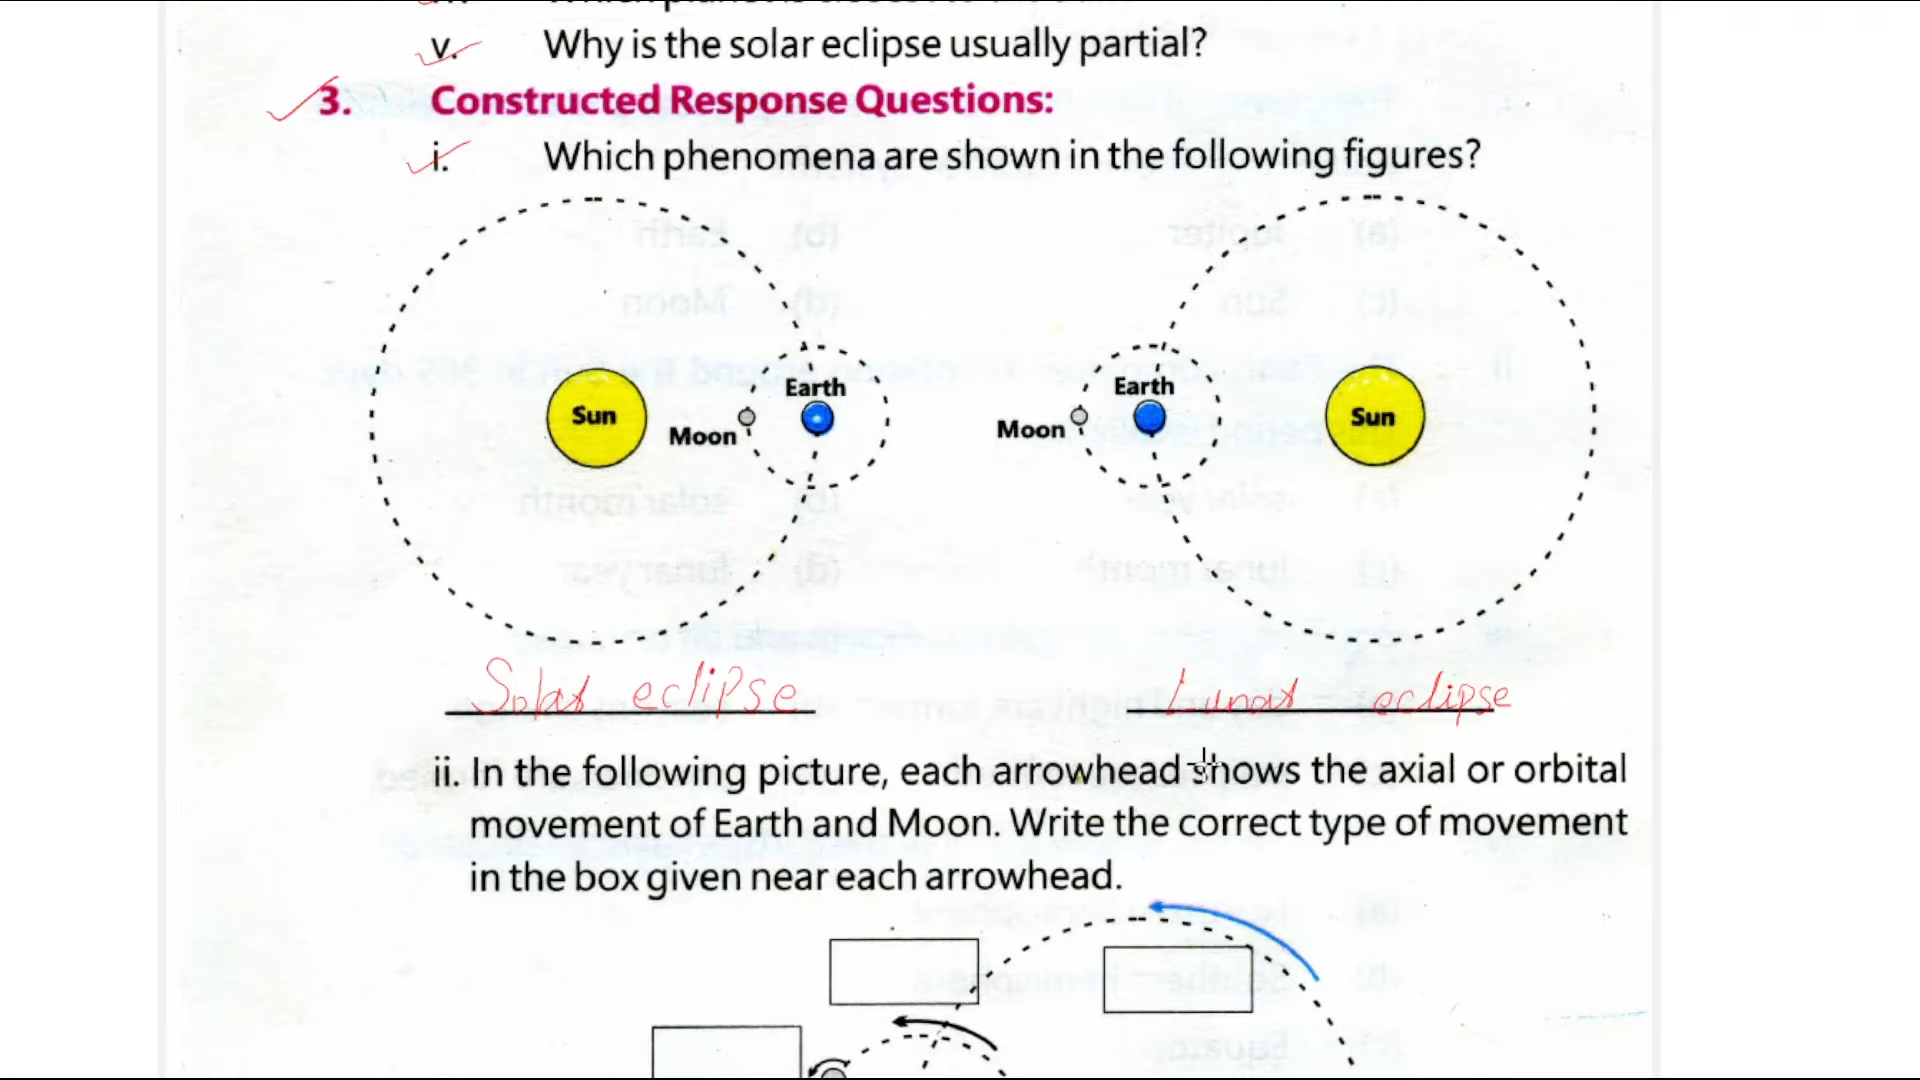 v. Why is the solar eclipse usually partial?
3. Constructed Response Questions:
i. Which phenomena are shown in the following figures?
Sun Moon Earth
Moon Earth Sun
Solar eclipse Lunar eclipse
ii. In the following picture, each arrowhead shows the axial or orbital
movement of Earth and Moon. Write the correct type of movement
in the box given near each arrowhead.